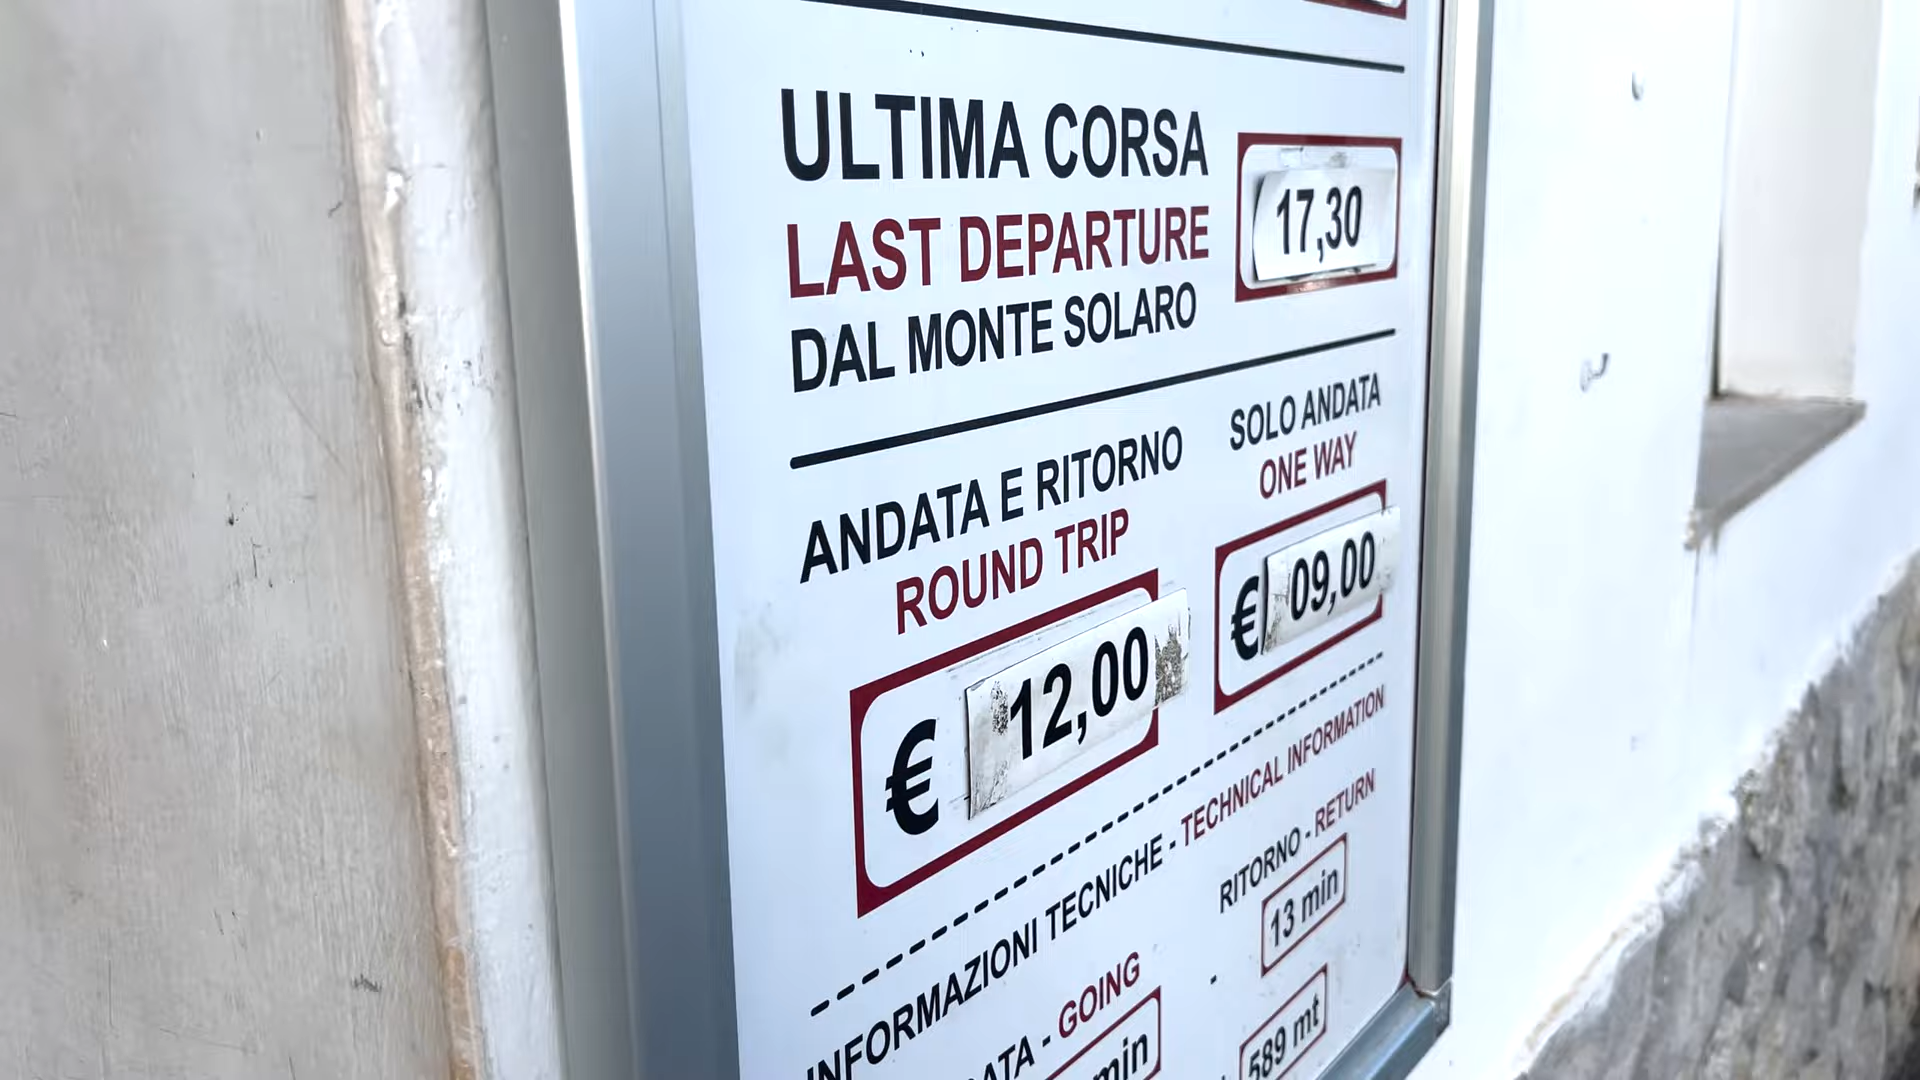 ULTIMA CORSA
LAST DEPARTURE
DAL MONTE SOLARO
17,30
ANDATA E RITORNO
ROUND TRIP
€ 12,00
SOLO ANDATA
ONE WAY
€ 09,00
INFORMAZIONI TECNICHE - TECHNICAL INFORMATION
- GOING
min
RITORNO - RETURN
13 min
589 mt